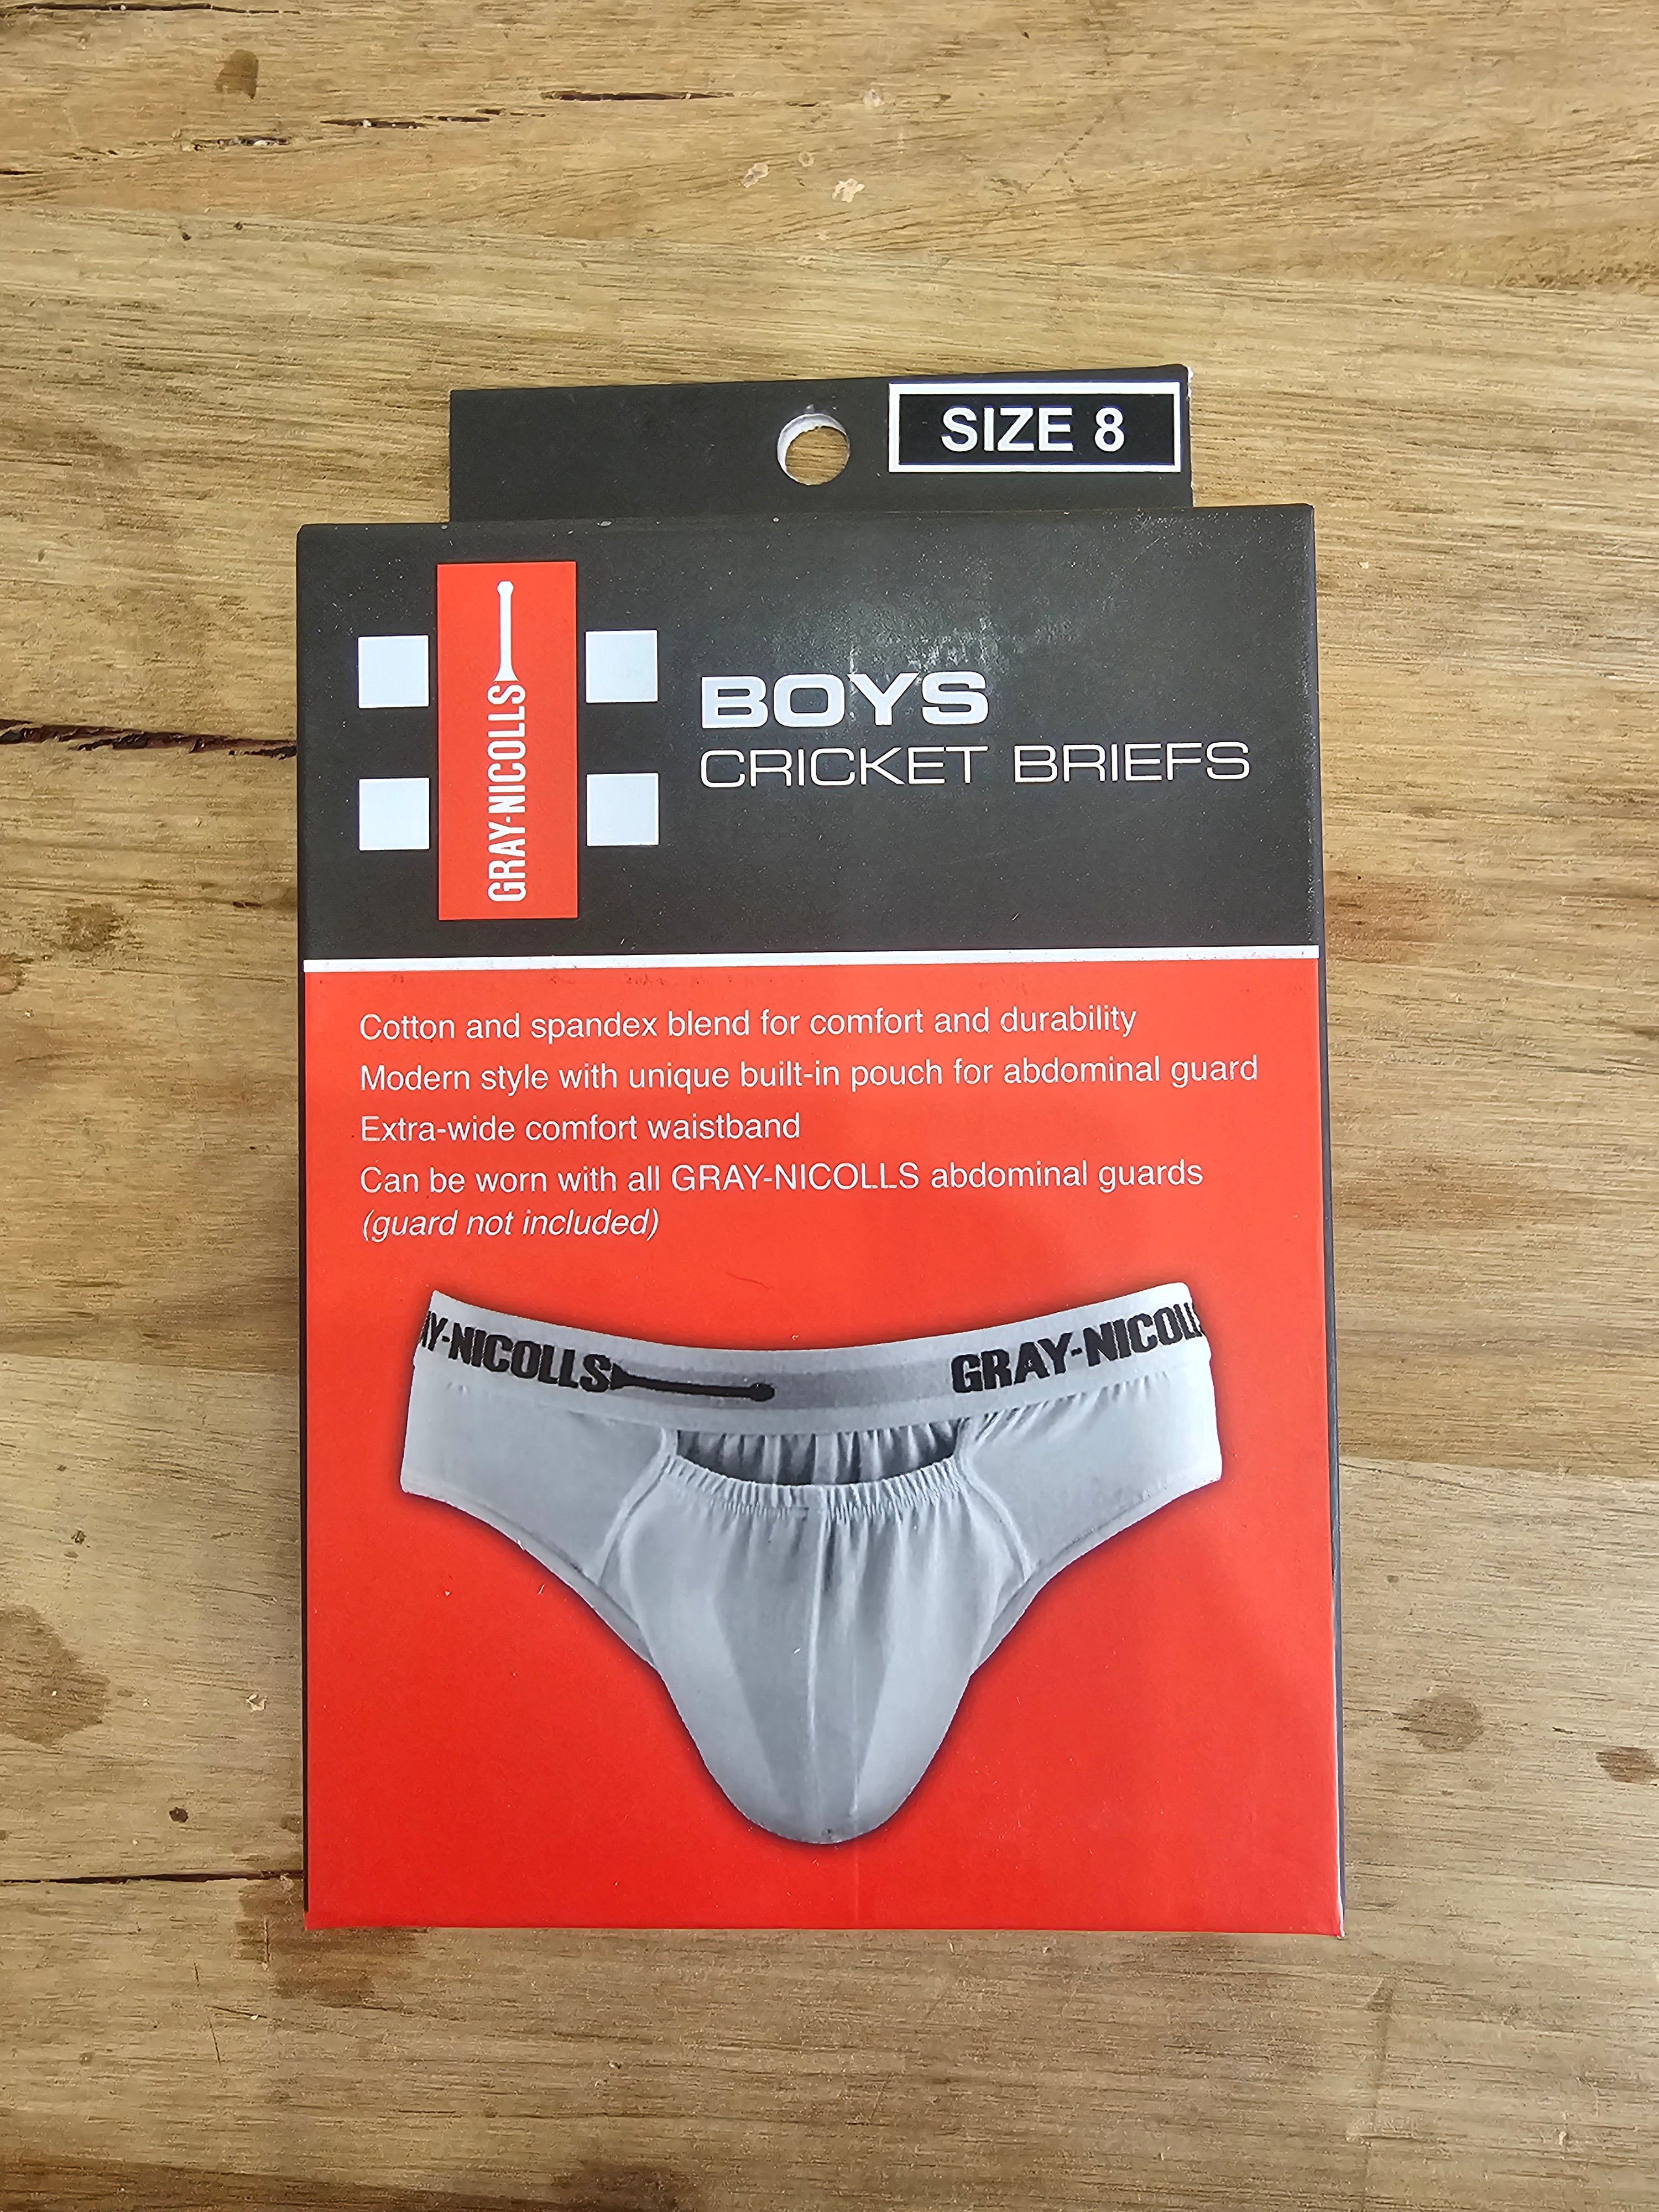 SIZE 8
GRAY-NICOLLS
BOYS
CRICKET BRIEFS
Cotton and spandex blend for comfort and durability
Modern style with unique built-in pouch for abdominal guard
Extra-wide comfort waistband
Can be worn with all GRAY-NICOLLS abdominal guards
(guard not included)
Y-NICOLLS
GRAY-NICOLL